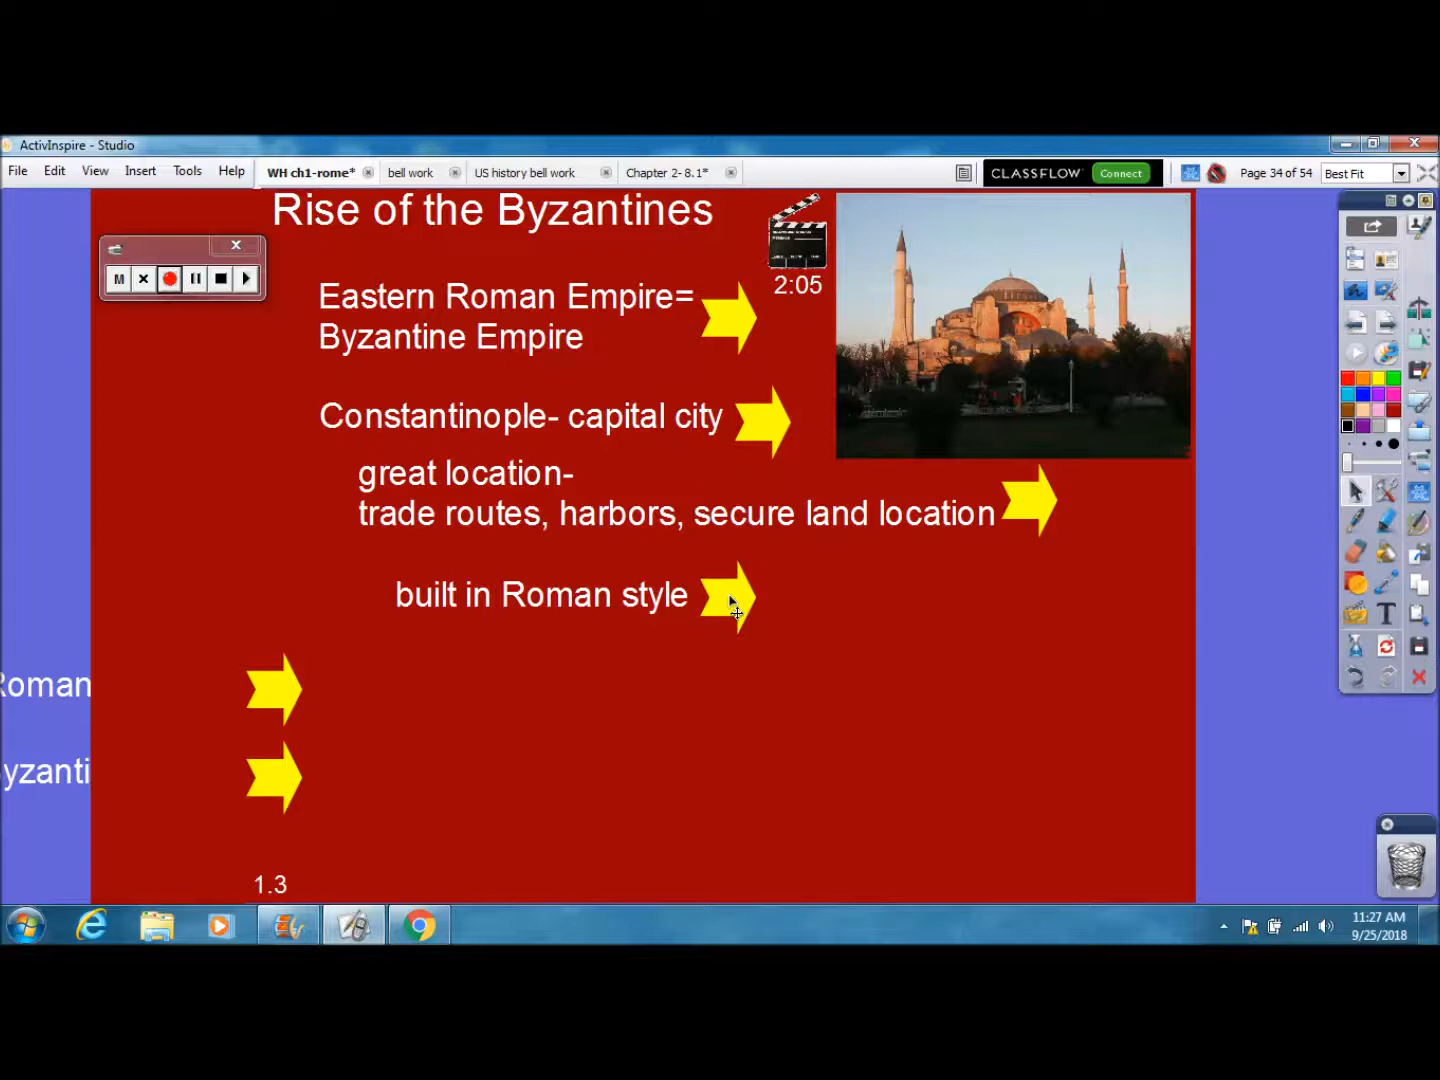 ActivInspire - Studio
File Edit View Insert Tools Help
WH ch1-rome* bell work US history bell work Chapter 2- 8.1*
CLASSFLOW Connect
Page 34 of 54 Best Fit
Rise of the Byzantines
M
2:05
Eastern Roman Empire=
Byzantine Empire
Constantinople- capital city
great location-
trade routes, harbors, secure land location
built in Roman style
Roman
yzanti
1.3
T
11:27 AM
9/25/2018